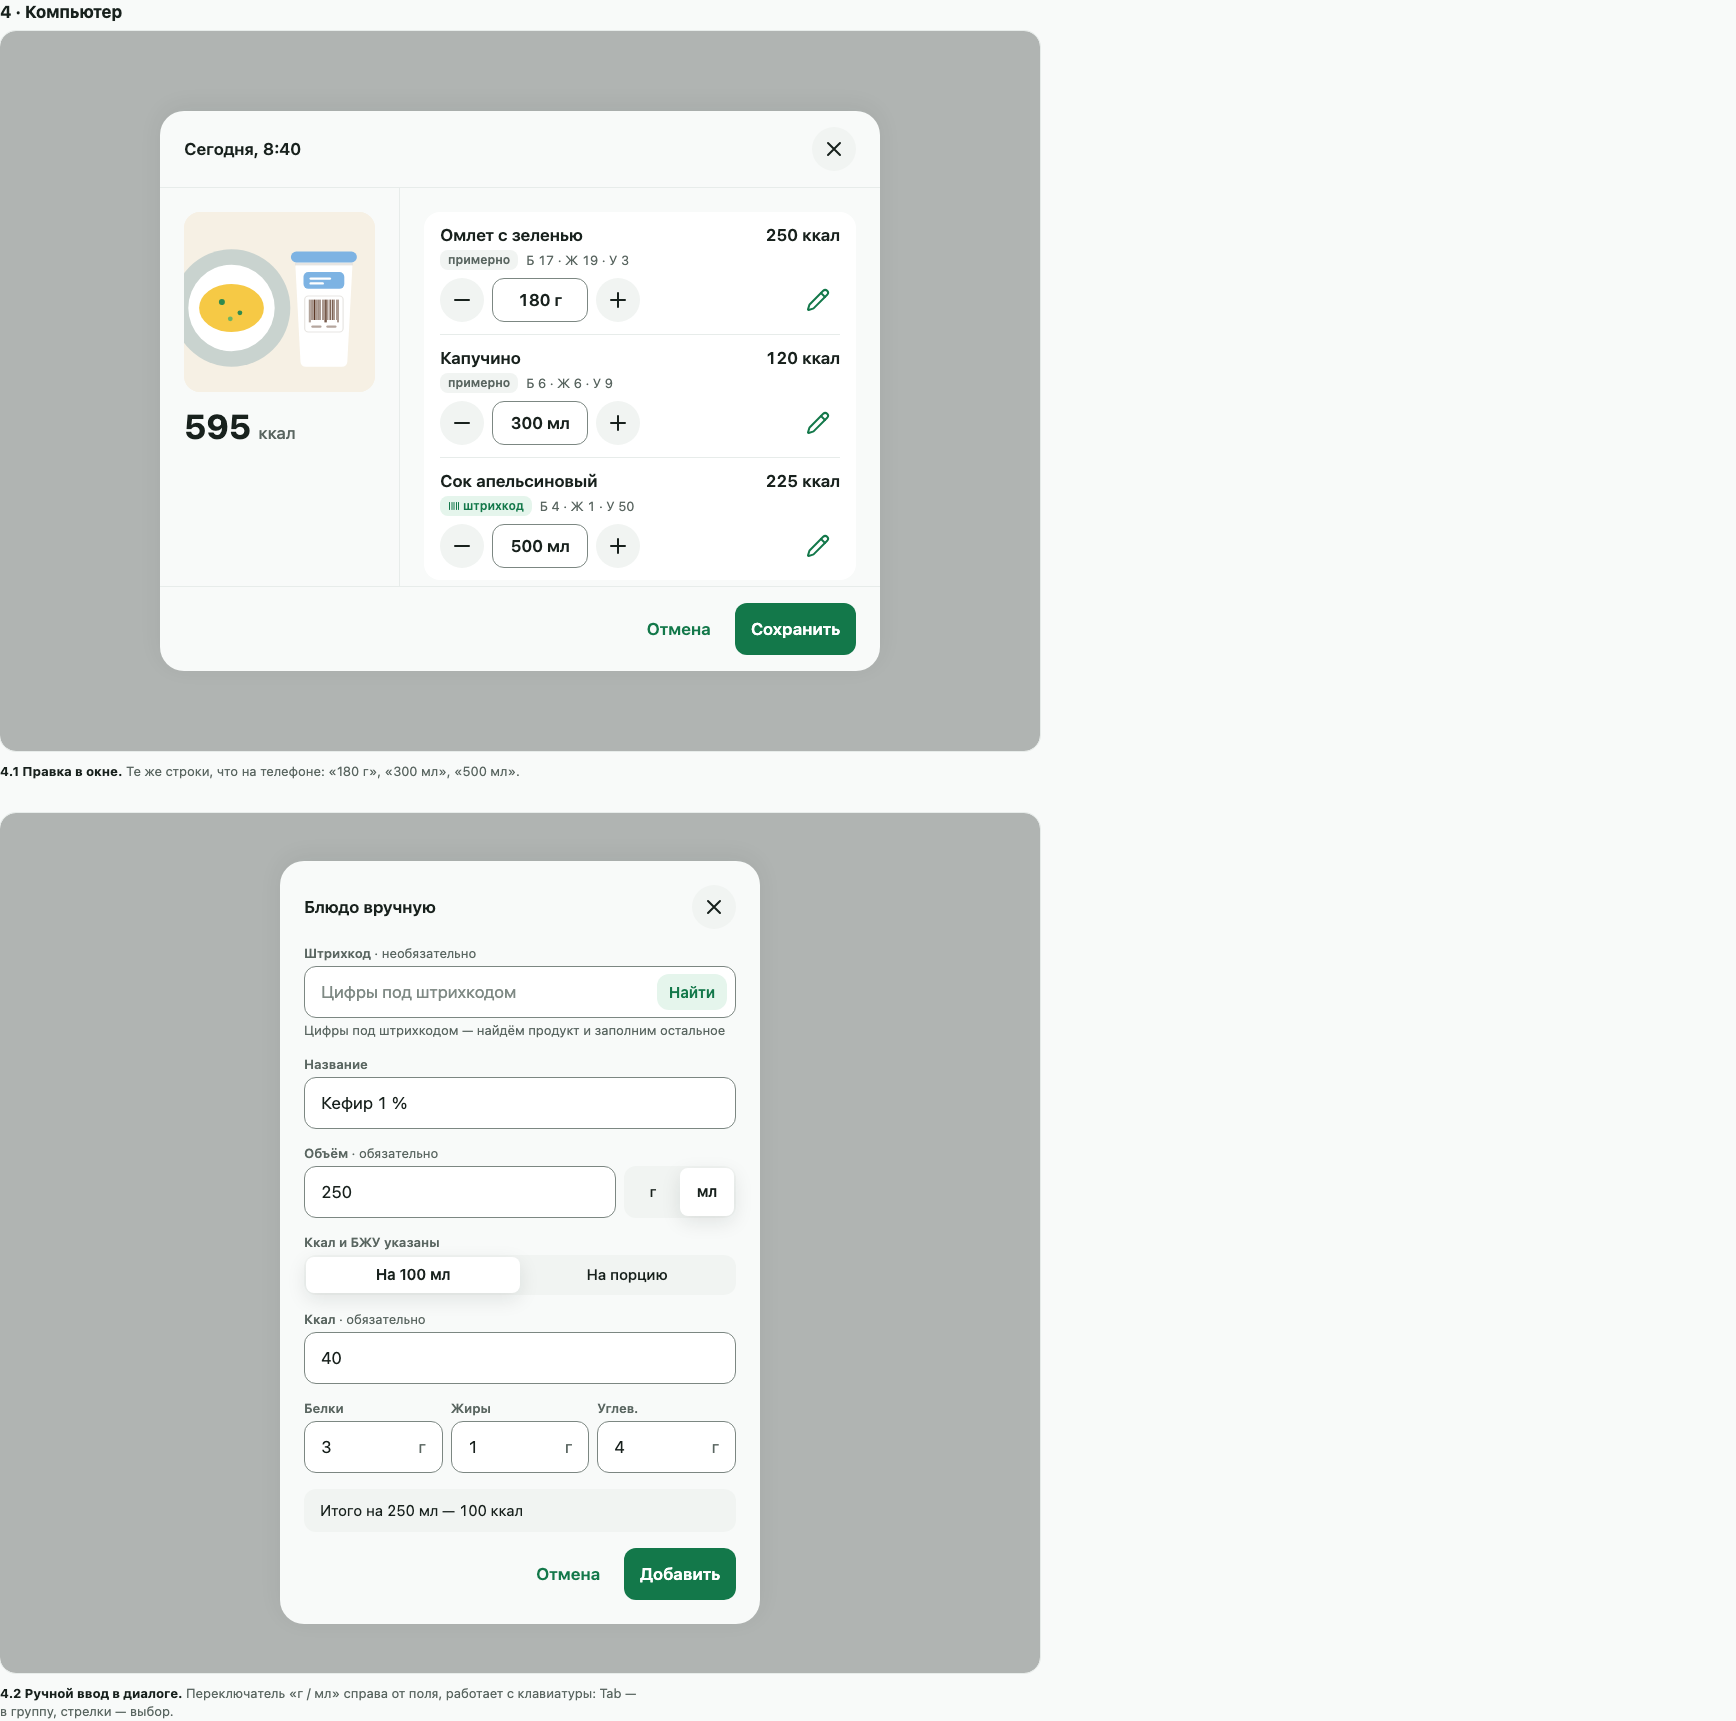 4 · Компьютер
Сегодня, 8:40
595 ккал
Омлет с зеленью 250 ккал
примерно Б 17 · Ж 19 · У 3
180 г
Капучино 120 ккал
примерно Б 6 · Ж 6 · У 9
300 мл
Сок апельсиновый 225 ккал
штрихкод Б 4 · Ж 1 · У 50
500 мл
Отмена Сохранить
4.1 Правка в окне. Те же строки, что на телефоне: «180 г», «300 мл», «500 мл».
Блюдо вручную
Штрихкод · необязательно
Цифры под штрихкодом Найти
Цифры под штрихкодом — найдём продукт и заполним остальное
Название
Кефир 1 %
Объём · обязательно
250 г мл
Ккал и БЖУ указаны
На 100 мл На порцию
Ккал · обязательно
40
Белки Жиры Углев.
3 г 1 г 4 г
Итого на 250 мл — 100 ккал
Отмена Добавить
4.2 Ручной ввод в диалоге. Переключатель «г / мл» справа от поля, работает с клавиатуры: Tab —
в группу, стрелки — выбор.